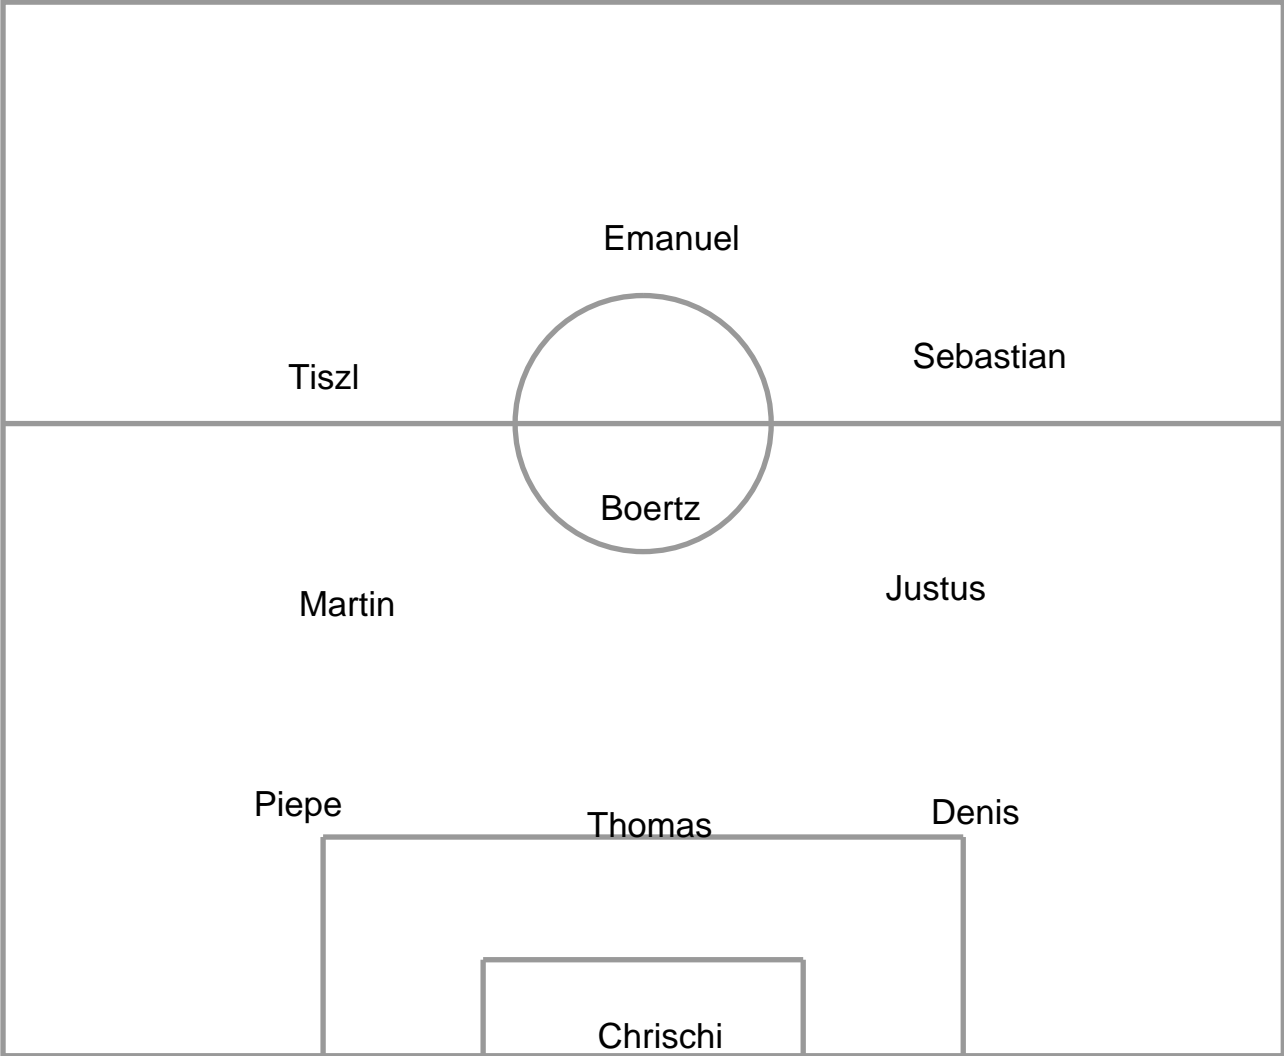 Emanuel
Sebastian
Tiszl
Boertz
Justus
Martin
Piepe
Denis
Thomas
Chrischi